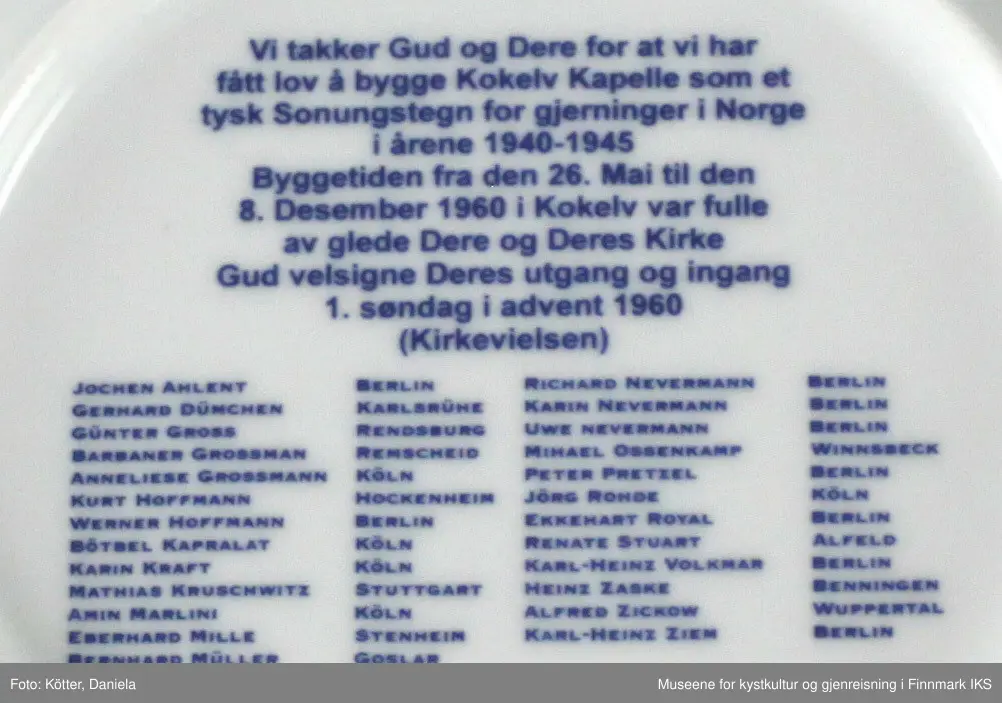 Vi takker Gud og Dere for at vi har
fått lov å bygge Kokelv Kapelle som et
tysk Sonungstegn for gjerninger i Norge
i årene 1940-1945
Byggetiden fra den 26. Mai til den
8. Desember 1960 i Kokelv var fulle
av glede Dere og Deres Kirke
Gud velsigne Deres utgang og ingang
1. søndag i advent 1960
(Kirkevielsen)
JOCHEN AHLENT BERLIN RICHARD NEVERMANN BERLIN
GERHARD DÜMCHEN KARLSRÜHE KARIN NEVERMANN BERLIN
GÜNTER GROSS RENDSBURG UWE NEVERMANN BERLIN
BARBANER GROSSMAN REMSCHEID MIHAEL OSSENKAMP WINNSBECK
ANNELIESE GROSSMANN KÖLN PETER PRETZEL BERLIN
KURT HOFFMANN HOCKENHEIM JÖRG ROHDE KÖLN
WERNER HOFFMANN BERLIN EKKEHART ROYAL BERLIN
BÖTBEL KAPRALAT KÖLN RENATE STUART ALFELD
KARIN KRAFT KÖLN KARL-HEINZ VOLKMAR BERLIN
MATHIAS KRUSCHWITZ STUTTGART HEINZ ZASKE BENNINGEN
AMIN MARLINI KÖLN ALFRED ZICKOW WUPPERTAL
EBERHARD MILLE STENHEIM KARL-HEINZ ZIEM BERLIN
BERNHARD MÜLLER GOSLAR
Foto: Kötter, Daniela
Museene for kystkultur og gjenreisning i Finnmark IKS